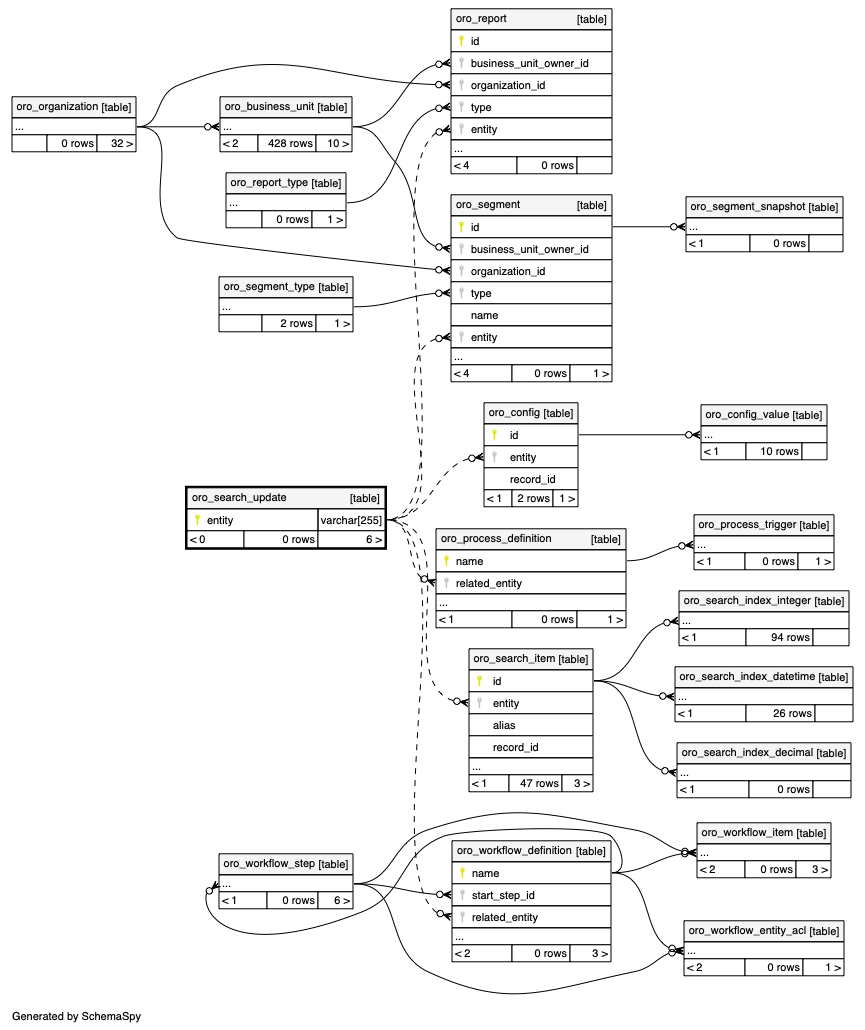 oro_report [table]
id
business_unit_owner_id
organization_id
type
entity
...
< 4 0 rows
oro_organization [table]
...
0 rows 32 >
oro_business_unit [table]
...
< 2 428 rows 10 >
oro_report_type [table]
...
0 rows 1 >
oro_segment [table]
id
business_unit_owner_id
organization_id
type
name
entity
...
< 4 0 rows 1 >
oro_segment_snapshot [table]
...
< 1 0 rows
oro_segment_type [table]
...
2 rows 1 >
oro_config [table]
id
entity
record_id
< 1 2 rows 1 >
oro_config_value [table]
...
< 1 10 rows
oro_search_update [table]
entity varchar[255]
< 0 0 rows 6 >
oro_process_definition [table]
name
related_entity
...
< 1 0 rows 1 >
oro_process_trigger [table]
...
< 1 0 rows 1 >
oro_search_index_integer [table]
...
< 1 94 rows
oro_search_item [table]
id
entity
alias
record_id
...
< 1 47 rows 3 >
oro_search_index_datetime [table]
...
< 1 26 rows
oro_search_index_decimal [table]
...
< 1 0 rows
oro_workflow_item [table]
...
< 2 0 rows 3 >
oro_workflow_step [table]
...
< 1 0 rows 6 >
oro_workflow_definition [table]
name
start_step_id
related_entity
...
< 2 0 rows 3 >
oro_workflow_entity_acl [table]
...
< 2 0 rows 1 >
Generated by SchemaSpy